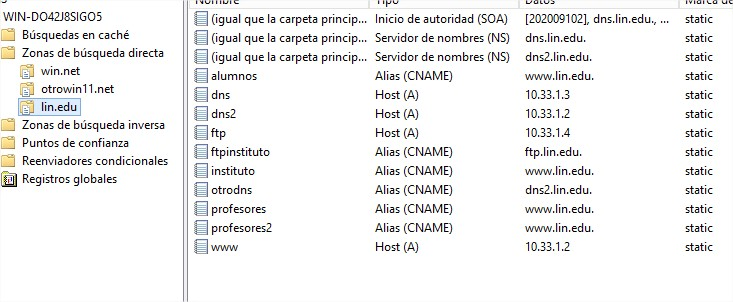 Nombre Tipo Datos Marca de
WIN-DO42J8SIGO5
Búsquedas en caché
Zonas de búsqueda directa
win.net
otrowin11.net
lin.edu
Zonas de búsqueda inversa
Puntos de confianza
Reenviadores condicionales
Registros globales
(igual que la carpeta princip... Inicio de autoridad (SOA) [202009102], dns.lin.edu., ... static
(igual que la carpeta princip... Servidor de nombres (NS) dns.lin.edu. static
(igual que la carpeta princip... Servidor de nombres (NS) dns2.lin.edu. static
alumnos Alias (CNAME) www.lin.edu. static
dns Host (A) 10.33.1.3 static
dns2 Host (A) 10.33.1.2 static
ftp Host (A) 10.33.1.4 static
ftpinstituto Alias (CNAME) ftp.lin.edu. static
instituto Alias (CNAME) www.lin.edu. static
otrodns Alias (CNAME) dns2.lin.edu. static
profesores Alias (CNAME) www.lin.edu. static
profesores2 Alias (CNAME) www.lin.edu. static
www Host (A) 10.33.1.2 static